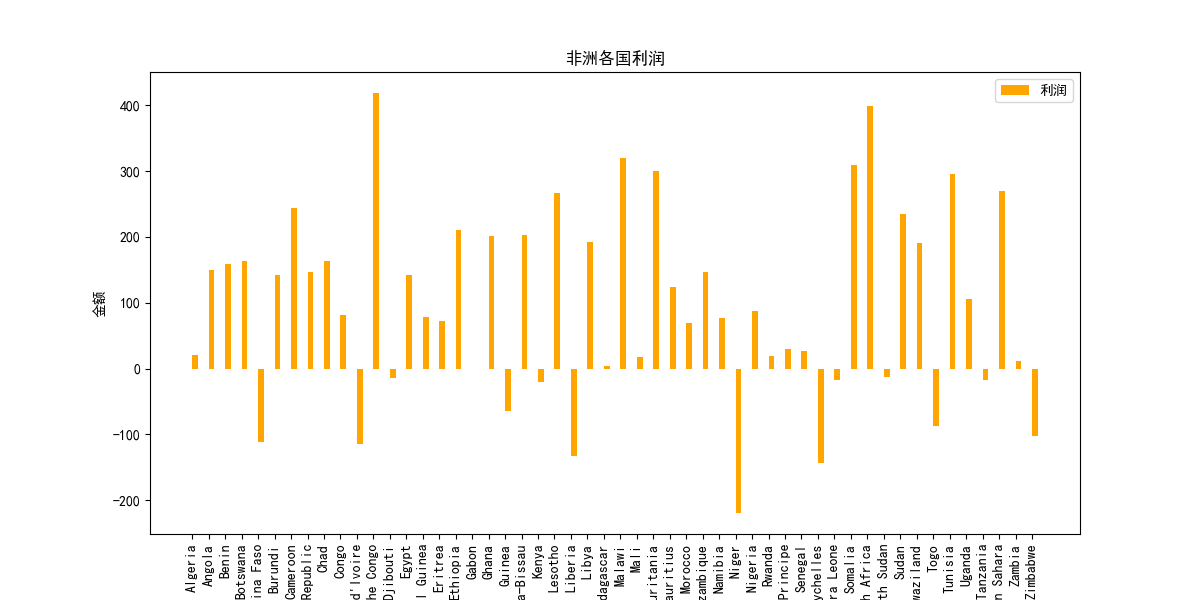 非洲各国利润
利润
金额
400
300
200
100
0
−100
−200
Algeria
Angola
Benin
Botswana
ina Faso
Burundi
Cameroon
Republic
Chad
Congo
d'Ivoire
he Congo
Djibouti
Egypt
l Guinea
Eritrea
Ethiopia
Gabon
Ghana
Guinea
a-Bissau
Kenya
Lesotho
Liberia
Libya
dagascar
Malawi
Mali
uritania
auritius
Morocco
zambique
Namibia
Niger
Nigeria
Rwanda
Principe
Senegal
ychelles
ra Leone
Somalia
h Africa
th Sudan
Sudan
waziland
Togo
Tunisia
Uganda
Tanzania
n Sahara
Zambia
Zimbabwe